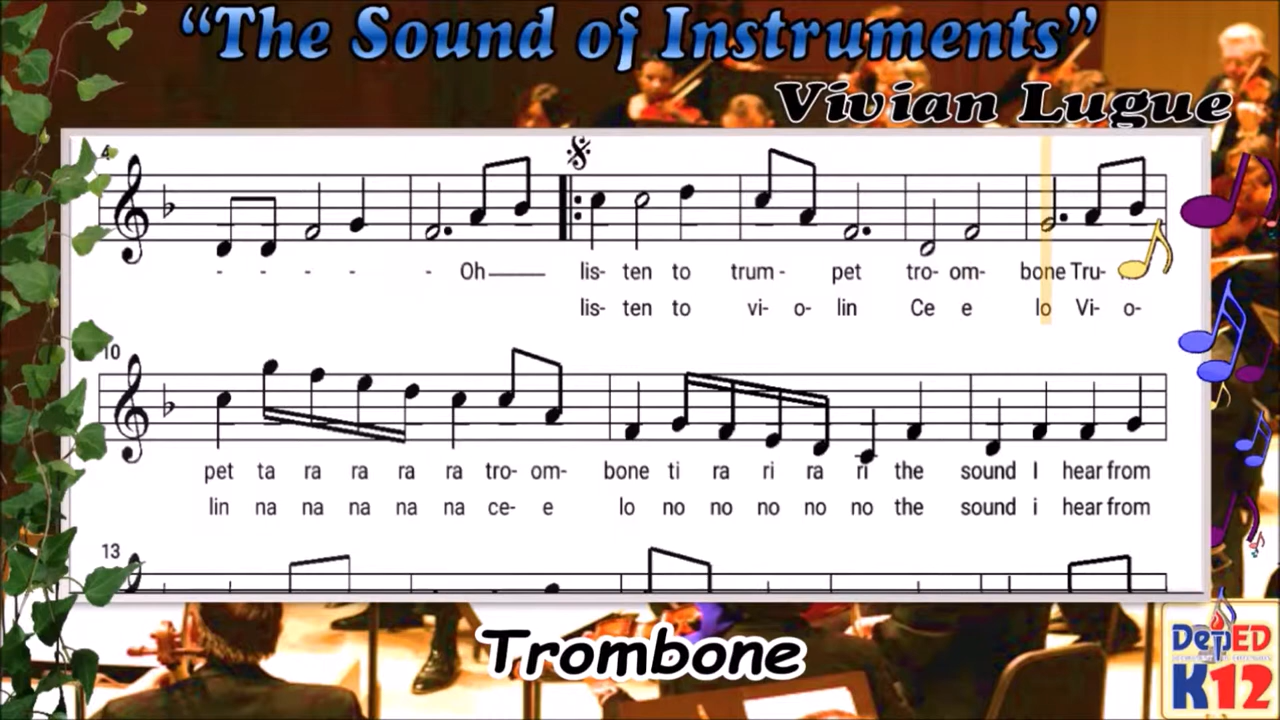 “The Sound of Instruments”
Vivian Lugue
4
- - - - - Oh lis- ten to trum- pet tro- om- bone Tru-
lis- ten to vi- o- lin Ce e lo Vi- o-
10
pet ta ra ra ra ra tro- om- bone ti ra ri ra ri the sound I hear from
lin na na na na na ce- e lo no no no no no the sound i hear from
13
Trombone
DepED
K12